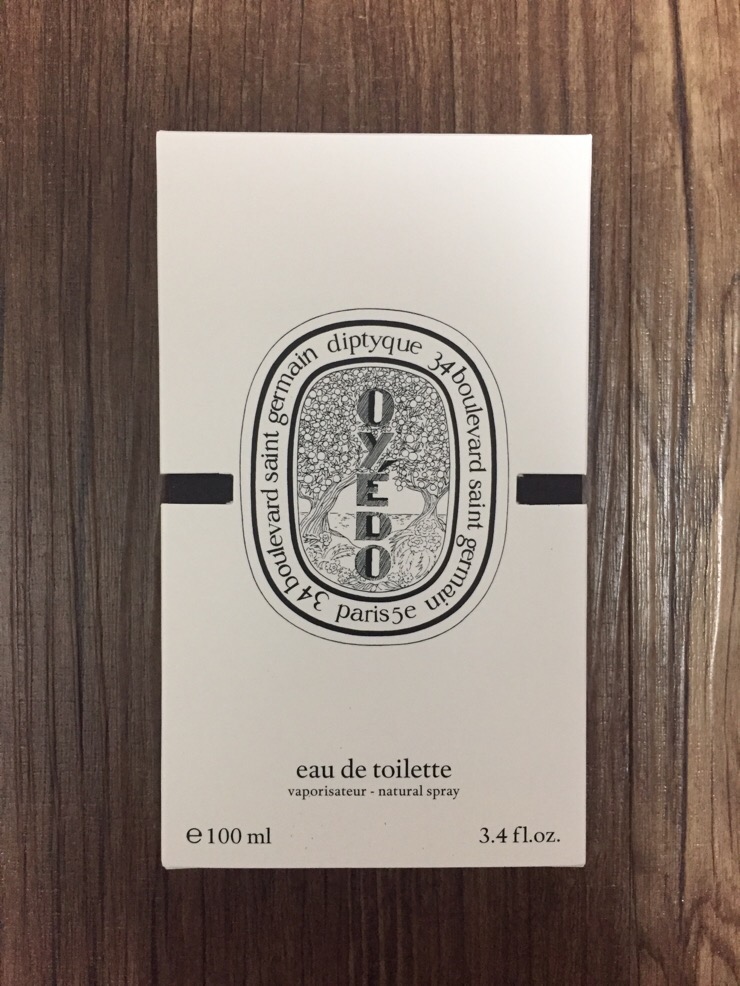 diptyque 34 boulevard saint germain paris 5e 34 boulevard saint germain
OYÉDO
eau de toilette
vaporisateur - natural spray
℮ 100 ml
3.4 fl.oz.